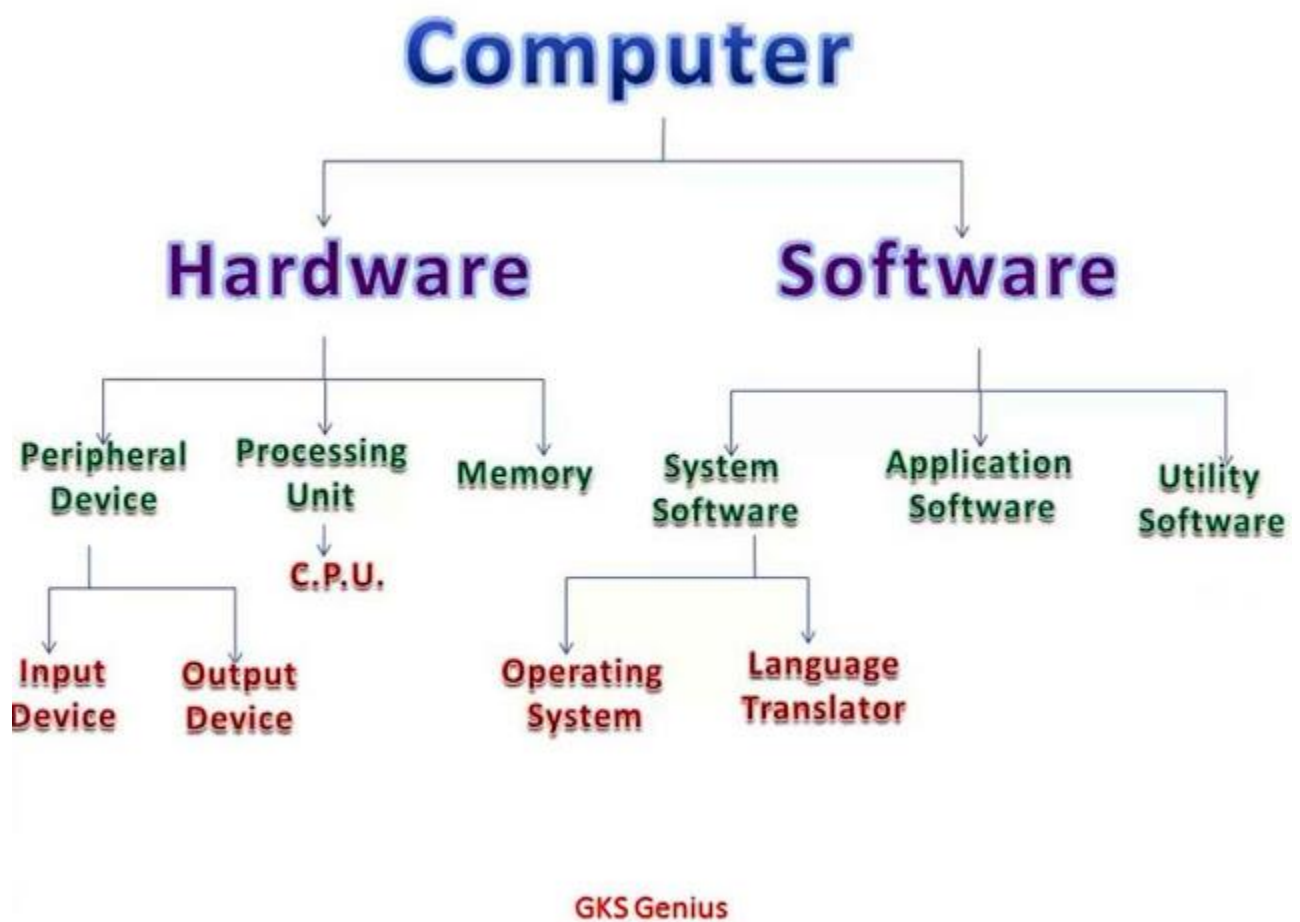 Computer
Hardware
Software
Peripheral
Device
Processing
Unit
Memory
System
Software
Application
Software
Utility
Software
C.P.U.
Input
Device
Output
Device
Operating
System
Language
Translator
GKS Genius